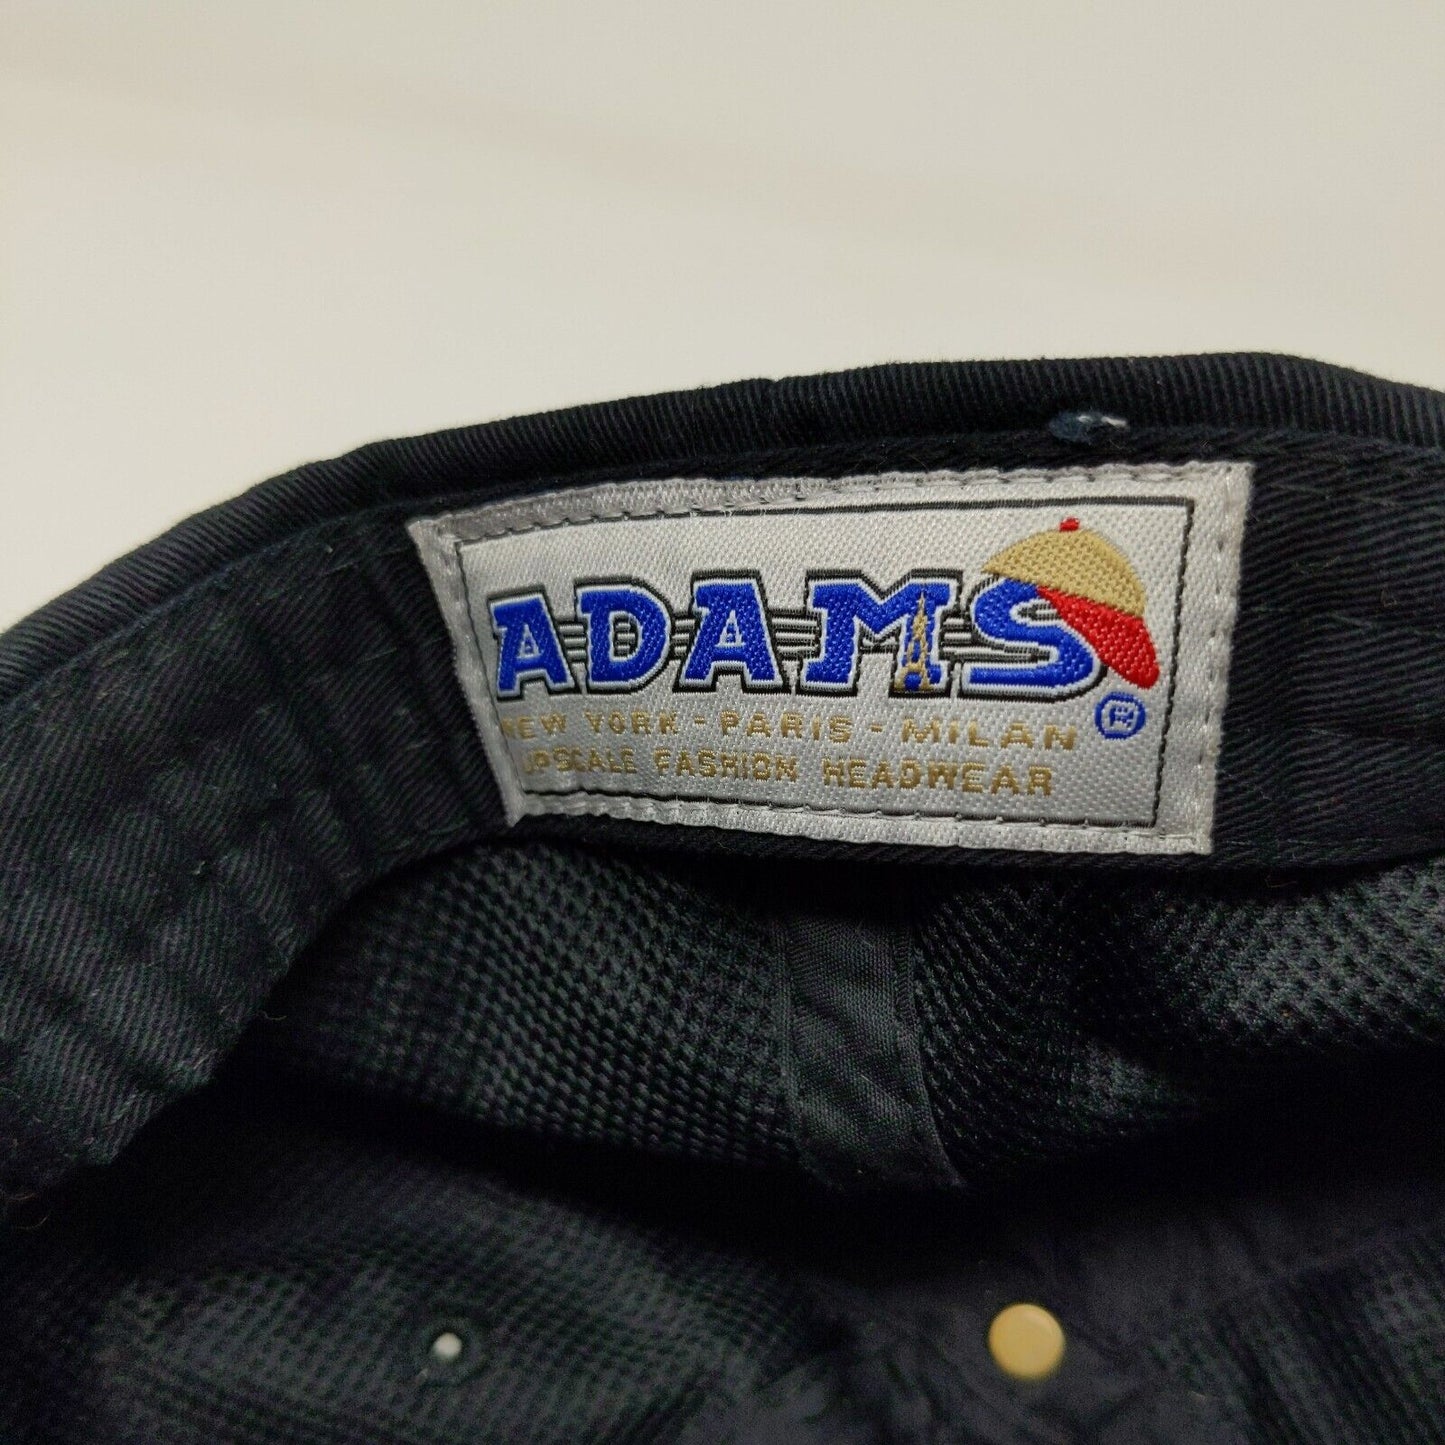 ADAMS
®
NEW YORK - PARIS - MILAN
UPSCALE FASHION HEADWEAR